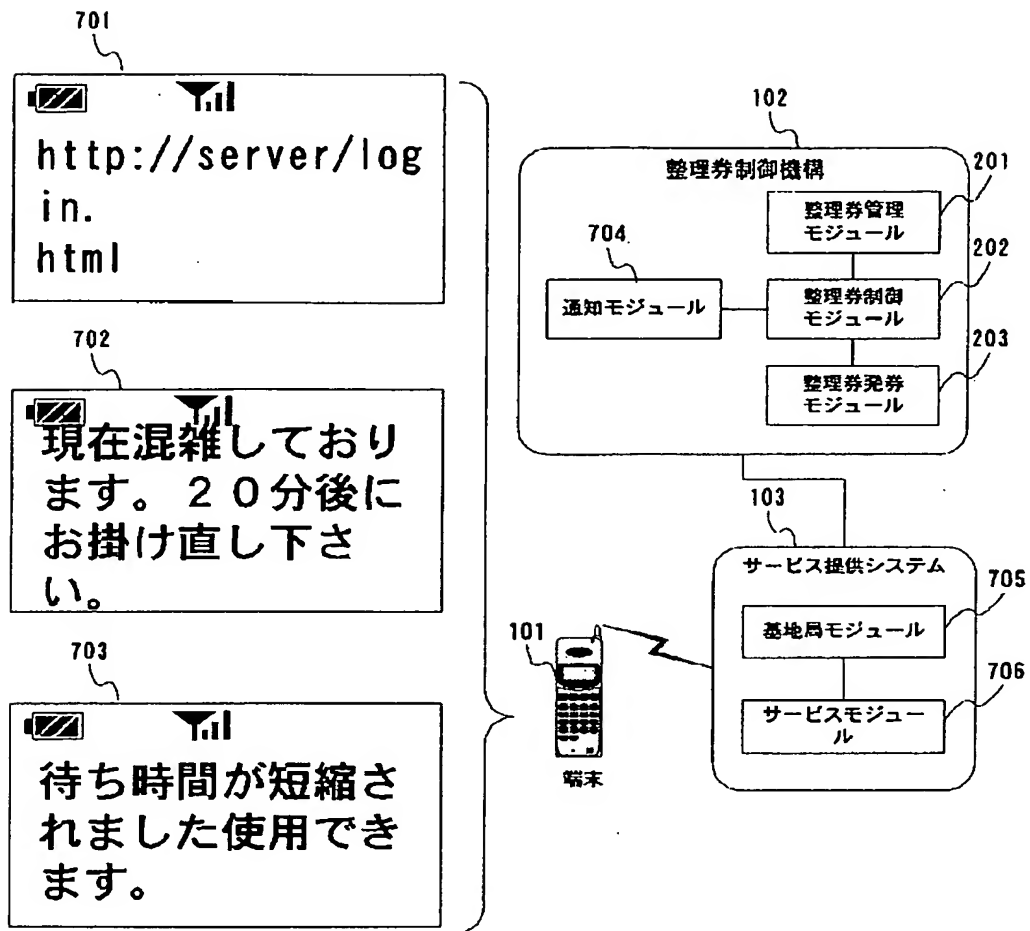 701
http://server/log
in.
html
702
現在混雑しており
ます。２０分後に
お掛け直し下さ
い。
703
待ち時間が短縮さ
れました使用でき
ます。
102
整理券制御機構
201
整理券管理
モジュール
704
通知モジュール
202
整理券制御
モジュール
203
整理券発券
モジュール
103
サービス提供システム
705
基地局モジュール
706
サービスモジュー
ル
101
端末